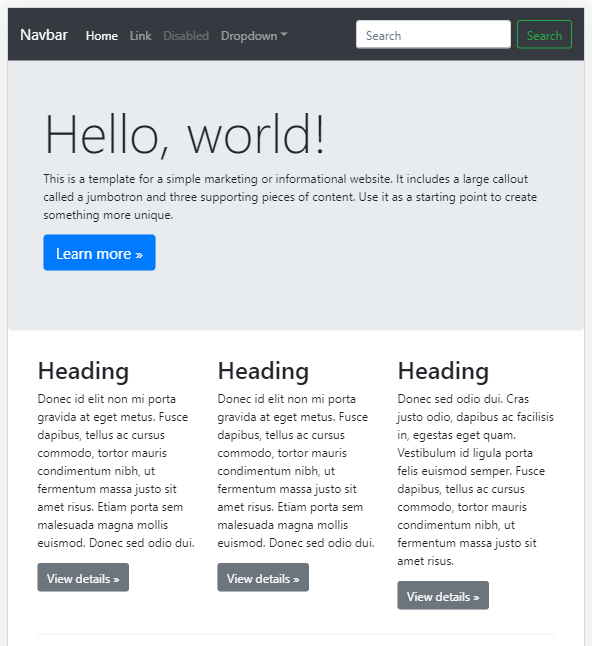 Navbar Home Link Disabled Dropdown Search Search
Hello, world!
This is a template for a simple marketing or informational website. It includes a large callout
called a jumbotron and three supporting pieces of content. Use it as a starting point to create
something more unique.
Learn more »
Heading
Donec id elit non mi porta
gravida at eget metus. Fusce
dapibus, tellus ac cursus
commodo, tortor mauris
condimentum nibh, ut
fermentum massa justo sit
amet risus. Etiam porta sem
malesuada magna mollis
euismod. Donec sed odio dui.
View details »
Heading
Donec id elit non mi porta
gravida at eget metus. Fusce
dapibus, tellus ac cursus
commodo, tortor mauris
condimentum nibh, ut
fermentum massa justo sit
amet risus. Etiam porta sem
malesuada magna mollis
euismod. Donec sed odio dui.
View details »
Heading
Donec sed odio dui. Cras
justo odio, dapibus ac facilisis
in, egestas eget quam.
Vestibulum id ligula porta
felis euismod semper. Fusce
dapibus, tellus ac cursus
commodo, tortor mauris
condimentum nibh, ut
fermentum massa justo sit
amet risus.
View details »